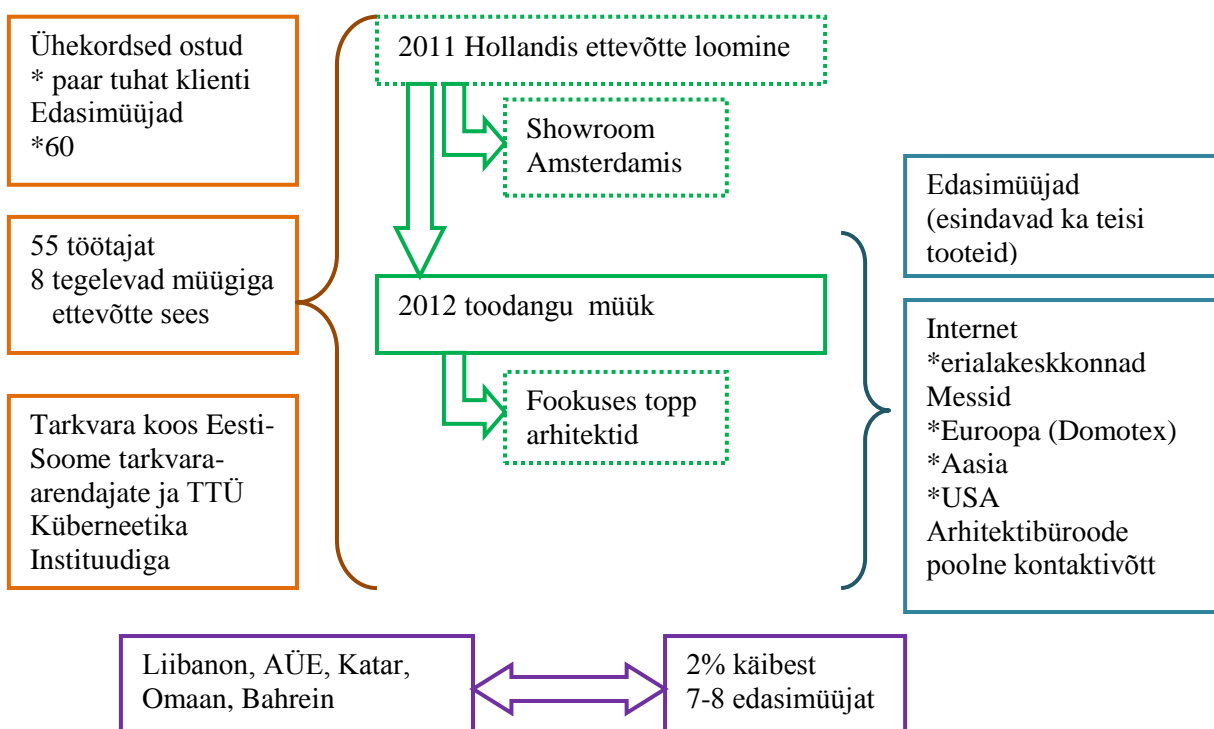 Ühekordsed ostud
* paar tuhat klienti
Edasimüüjad
*60
55 töötajat
8 tegelevad müügiga
ettevõtte sees
Tarkvara koos Eesti-
Soome tarkvara-
arendajate ja TTÜ
Küberneetika
Instituudiga
2011 Hollandis ettevõtte loomine
Showroom
Amsterdamis
2012 toodangu müük
Fookuses topp
arhitektid
Edasimüüjad
(esindavad ka teisi
tooteid)
Internet
*erialakeskkonnad
Messid
*Euroopa (Domotex)
*Aasia
*USA
Arhitektibüroode
poolne kontaktivõtt
Liibanon, AÜE, Katar,
Omaan, Bahrein
2% käibest
7-8 edasimüüjat